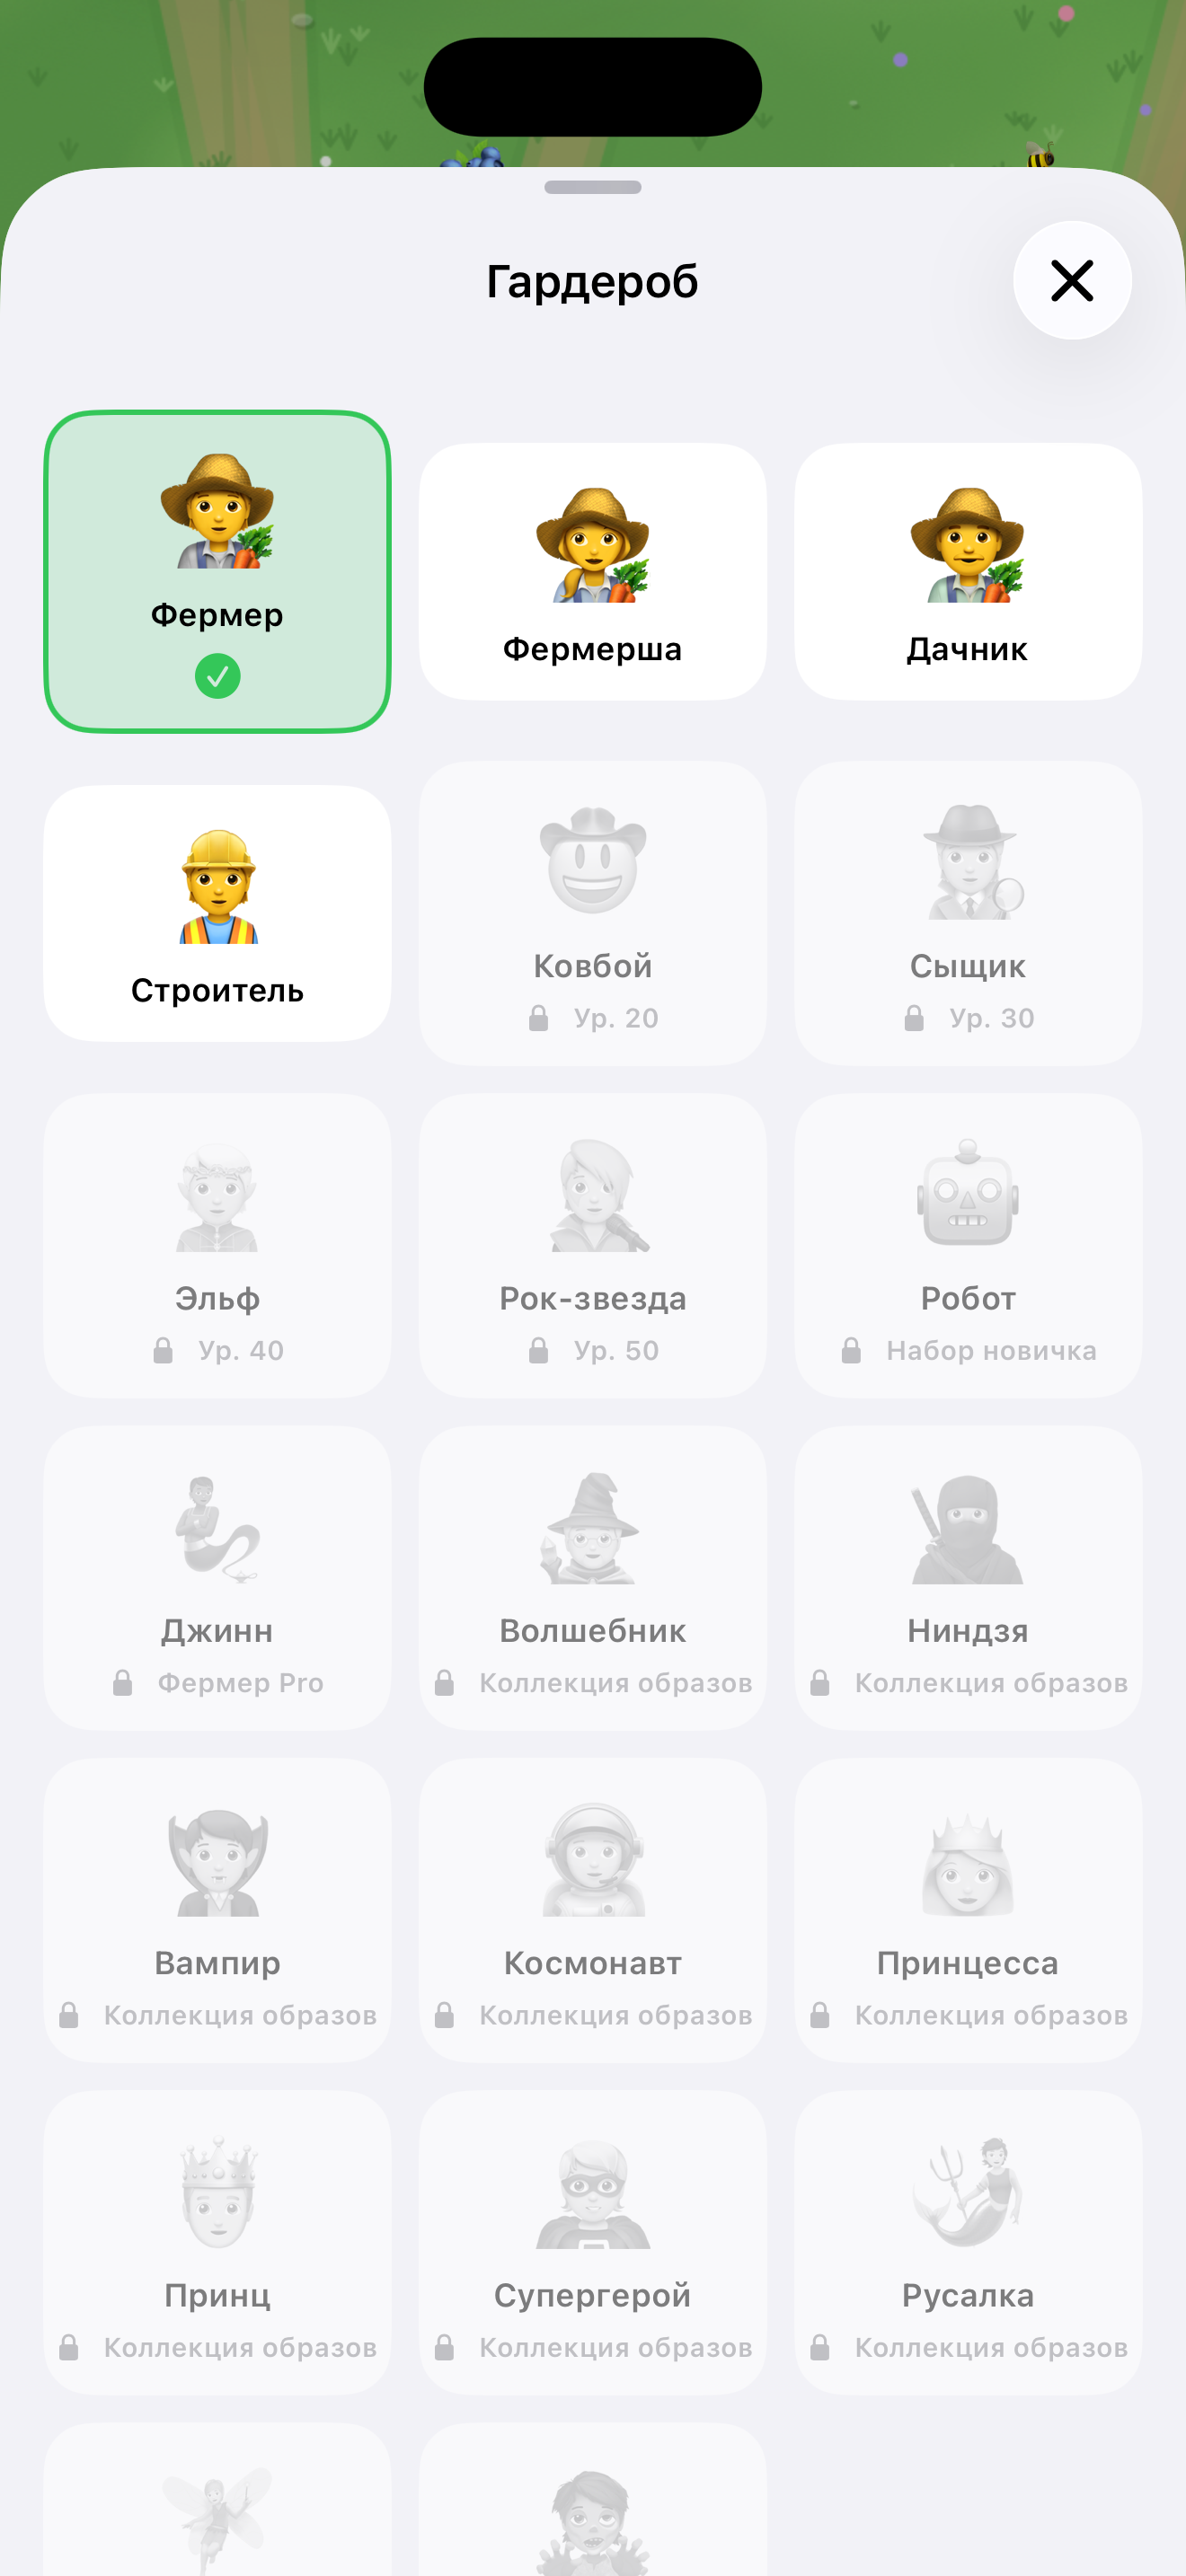 Гардероб
Фермер
Фермерша
Дачник
Строитель
Ковбой
Ур. 20
Сыщик
Ур. 30
Эльф
Ур. 40
Рок-звезда
Ур. 50
Робот
Набор новичка
Джинн
Фермер Pro
Волшебник
Коллекция образов
Ниндзя
Коллекция образов
Вампир
Коллекция образов
Космонавт
Коллекция образов
Принцесса
Коллекция образов
Принц
Коллекция образов
Супергерой
Коллекция образов
Русалка
Коллекция образов